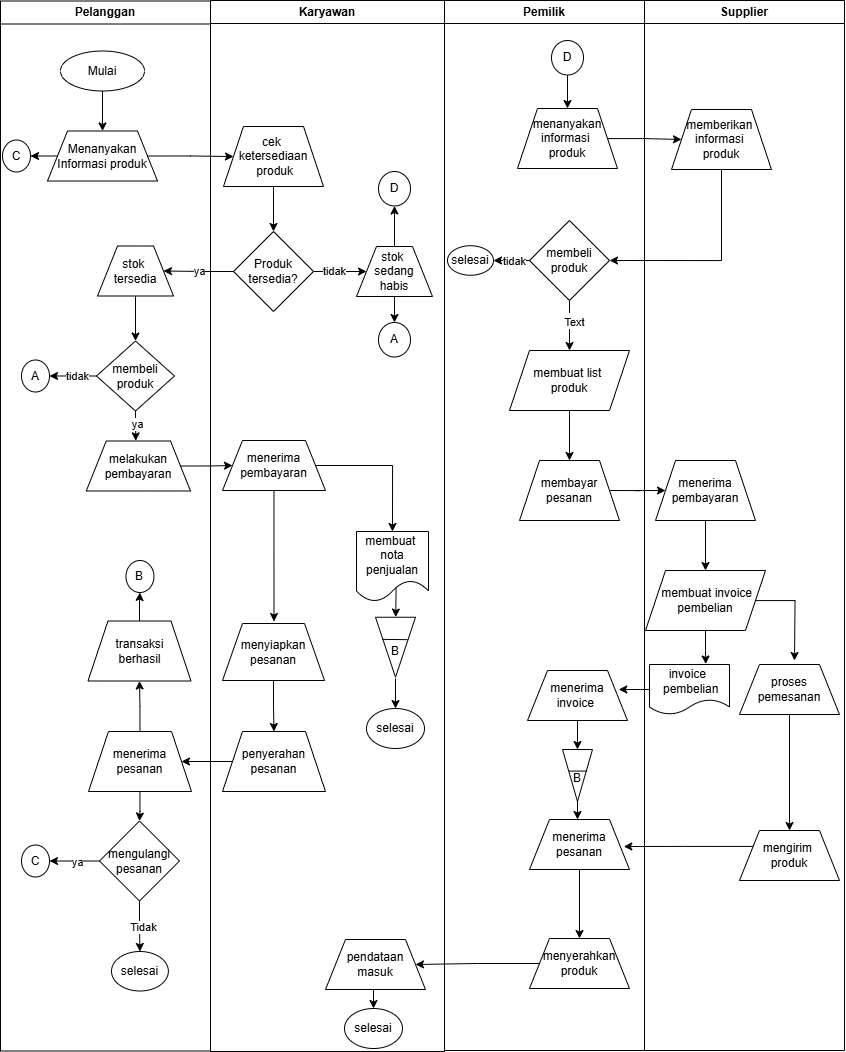 Pelanggan
Karyawan
Pemilik
Supplier
Mulai
D
C
Menanyakan
Informasi produk
cek
ketersediaan
produk
menanyakan
informasi
produk
memberikan
informasi
produk
D
stok
tersedia
ya
Produk
tersedia?
tidak
stok
sedang
habis
selesai
tidak
membeli
produk
A
Text
A
tidak
membeli
produk
membuat list
produk
ya
melakukan
pembayaran
menerima
pembayaran
membayar
pesanan
menerima
pembayaran
membuat
nota
penjualan
B
membuat invoice
pembelian
transaksi
berhasil
menyiapkan
pesanan
B
menerima
invoice
invoice
pembelian
proses
pemesanan
selesai
menerima
pesanan
penyerahan
pesanan
B
C
ya
mengulangi
pesanan
menerima
pesanan
mengirim
produk
Tidak
selesai
pendataan
masuk
menyerahkan
produk
selesai